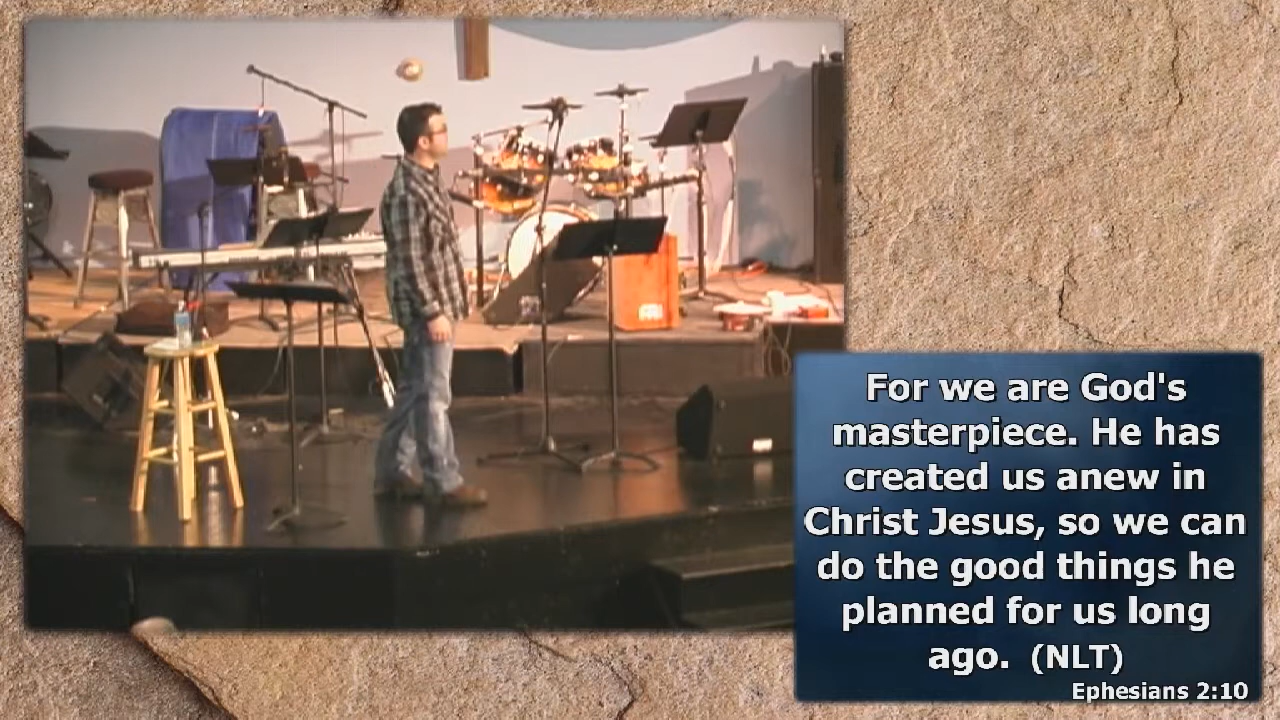 For we are God's
masterpiece. He has
created us anew in
Christ Jesus, so we can
do the good things he
planned for us long
ago. (NLT)
Ephesians 2:10